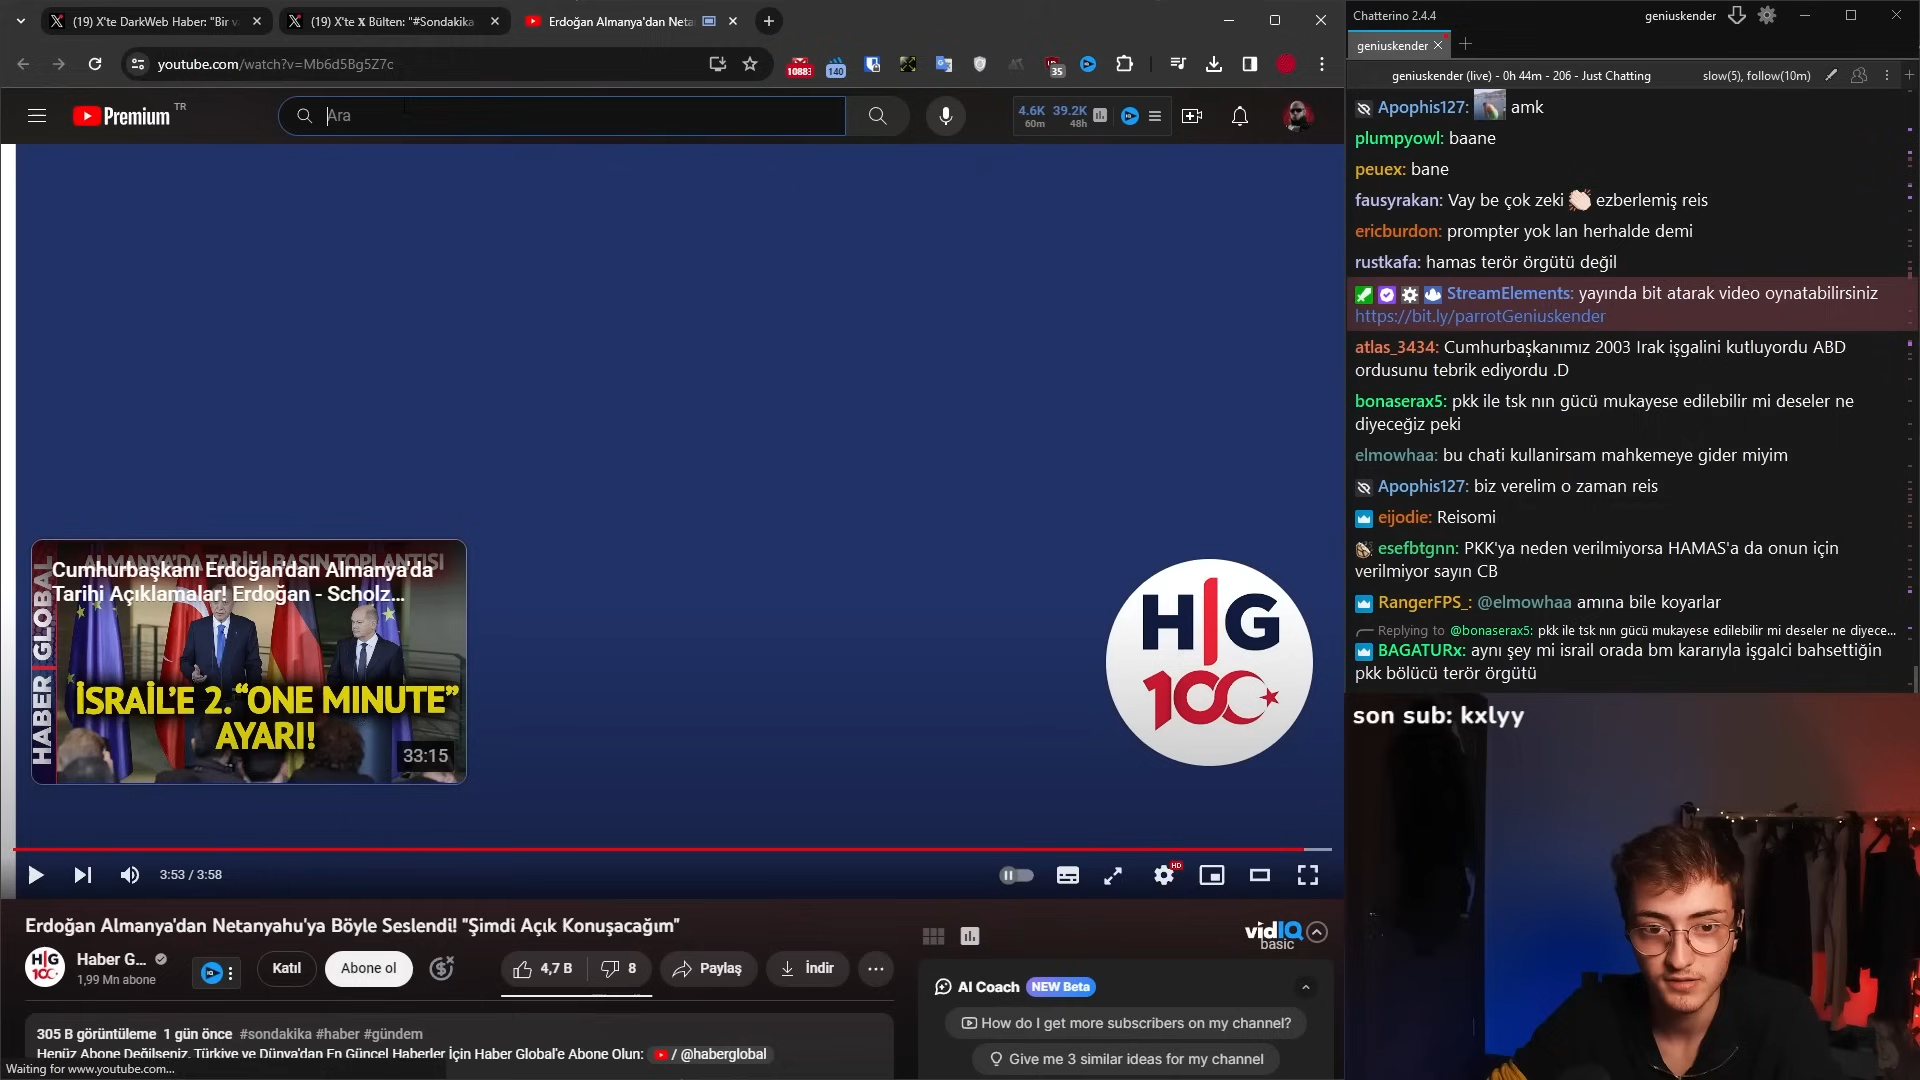 (19) X'te DarkWeb Haber: "Bir v
(19) X'te 𝕏 Bülten: "#Sondakika
Erdoğan Almanya'dan Neta
youtube.com/watch?v=Mb6d5Bg5Z7c
10883
140
35
Premium TR
Ara
4.6K 39.2K
60m 48h
ALMANYA'DA TARİHİ BASIN TOPLANTISI
Cumhurbaşkanı Erdoğan'dan Almanya'da
Tarihi Açıklamalar! Erdoğan - Scholz...
HABER GLOBAL
İSRAİL'E 2. "ONE MINUTE"
AYARI!
33:15
H|G
100
3:53 / 3:58
HD
Erdoğan Almanya'dan Netanyahu'ya Böyle Seslendi! "Şimdi Açık Konuşacağım"
H|G
100
Haber G...
1,99 Mn abone
Katıl
Abone ol
4,7 B
8
Paylaş
İndir
305 B görüntüleme 1 gün önce #sondakika #haber #gündem
Henüz Abone Değilseniz, Türkiye ve Dünya'dan En Güncel Haberler İçin Haber Global'e Abone Olun: / @haberglobal
Waiting for www.youtube.com...
vidIQ
basic
AI Coach NEW Beta
How do I get more subscribers on my channel?
Give me 3 similar ideas for my channel
Chatterino 2.4.4
geniuskender
geniuskender
geniuskender (live) - 0h 44m - 206 - Just Chatting
slow(5), follow(10m)
Apophis127: amk
plumpyowl: baane
peuex: bane
fausyrakan: Vay be çok zeki ezberlemiş reis
ericburdon: prompter yok lan herhalde demi
rustkafa: hamas terör örgütü değil
StreamElements: yayında bit atarak video oynatabilirsiniz
https://bit.ly/parrotGeniuskender
atlas_3434: Cumhurbaşkanımız 2003 Irak işgalini kutluyordu ABD
ordusunu tebrik ediyordu .D
bonaserax5: pkk ile tsk nın gücü mukayese edilebilir mi deseler ne
diyeceğiz peki
elmowhaa: bu chati kullanirsam mahkemeye gider miyim
Apophis127: biz verelim o zaman reis
eijodie: Reisomi
esefbtgnn: PKK'ya neden verilmiyorsa HAMAS'a da onun için
verilmiyor sayın CB
RangerFPS_: @elmowhaa amına bile koyarlar
Replying to @bonaserax5: pkk ile tsk nın gücü mukayese edilebilir mi deseler ne diyece...
BAGATURx: aynı şey mi israil orada bm kararıyla işgalci bahsettiğin
pkk bölücü terör örgütü
son sub: kxlyy